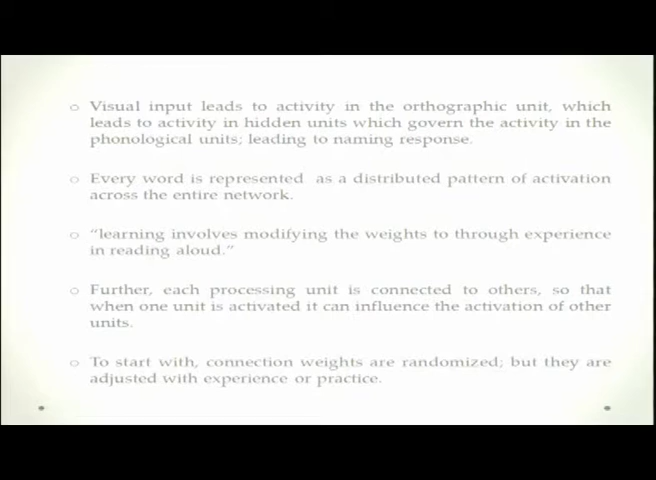 Visual input leads to activity in the orthographic unit, which
leads to activity in hidden units which govern the activity in the
phonological units; leading to naming response.
Every word is represented as a distributed pattern of activation
across the entire network.
“learning involves modifying the weights to through experience
in reading aloud.”
Further, each processing unit is connected to others, so that
when one unit is activated it can influence the activation of other
units.
To start with, connection weights are randomized; but they are
adjusted with experience or practice.